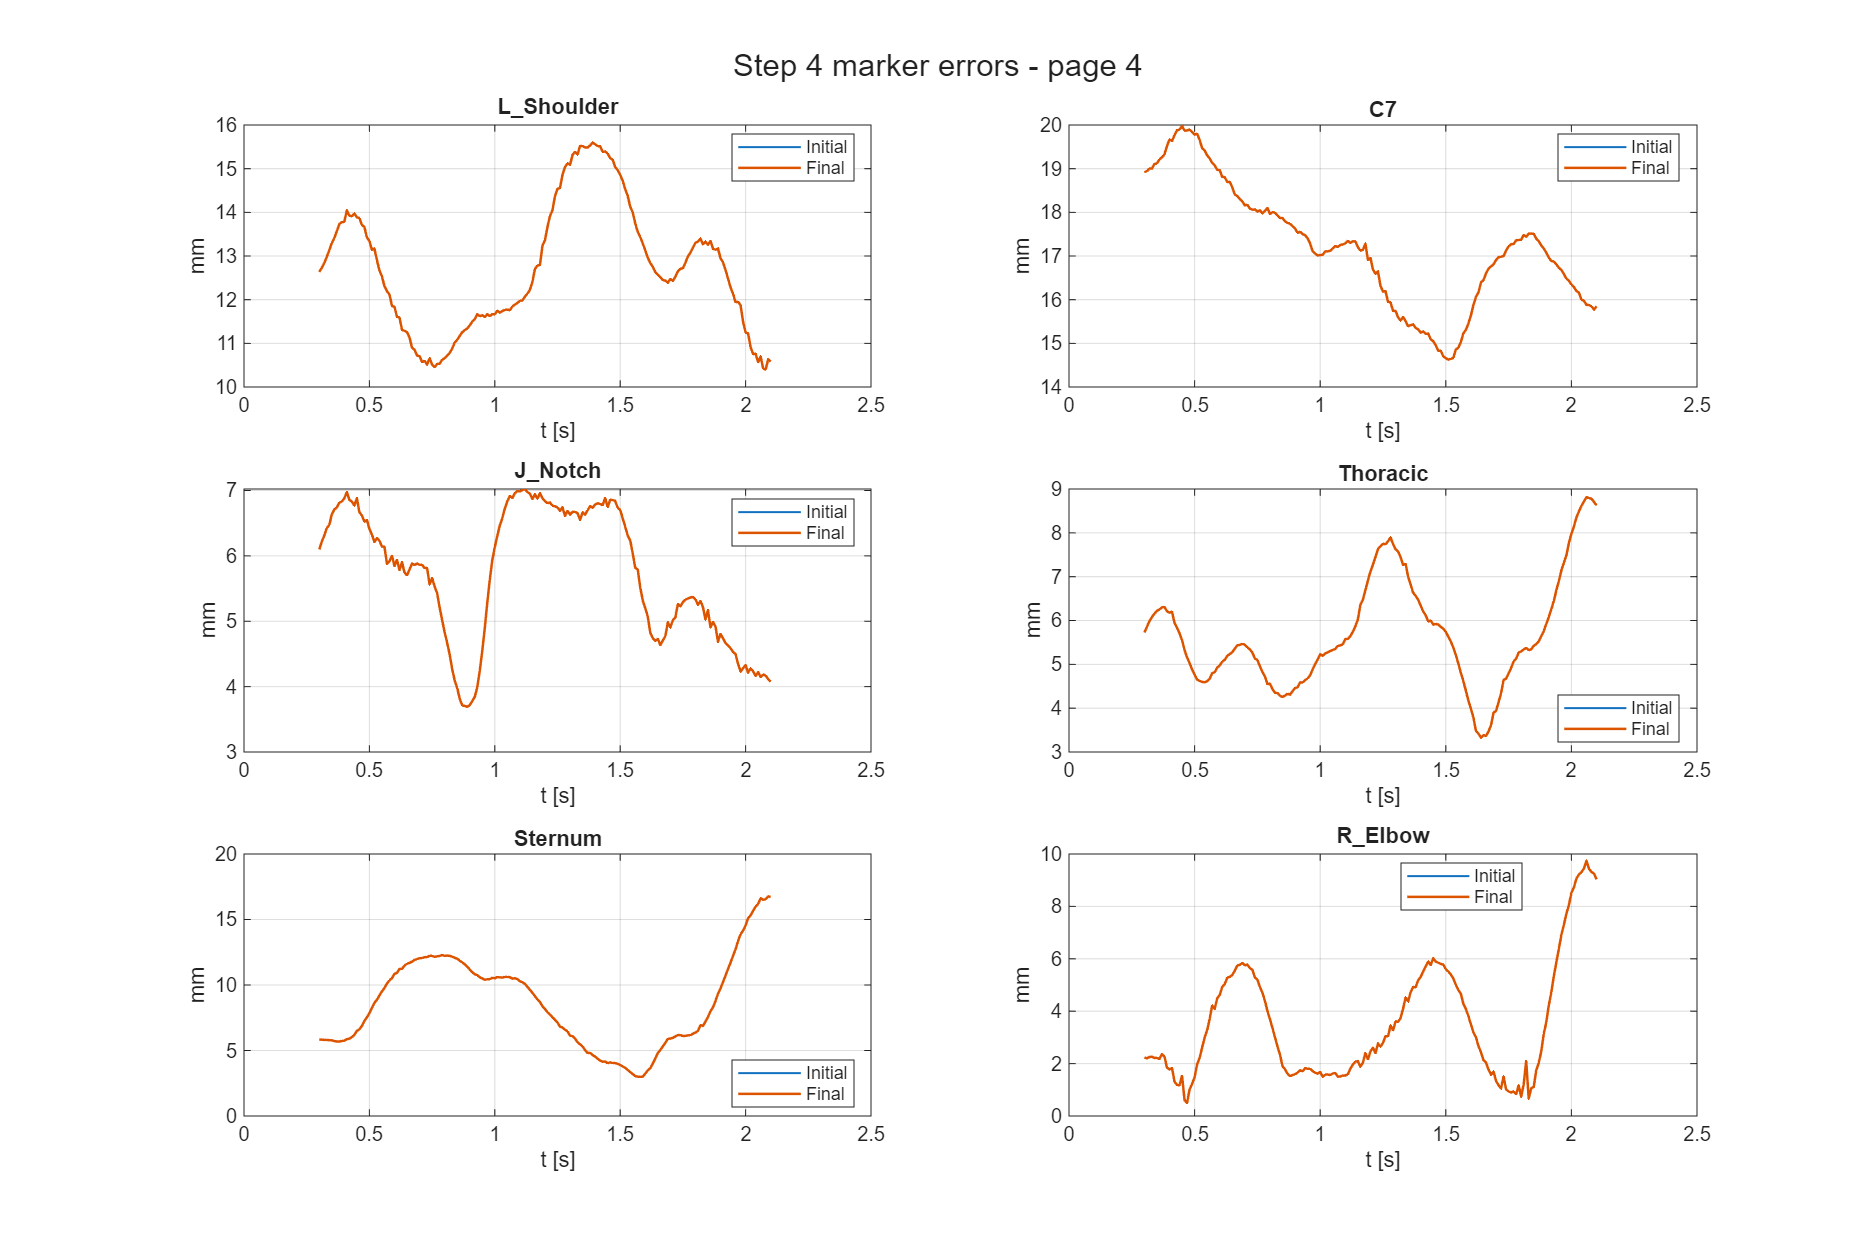 Step 4 marker errors - page 4
L_Shoulder
16
15
14
13
12
11
10
mm
0 0.5 1 1.5 2 2.5
t [s]
Initial
Final
C7
20
19
18
17
16
15
14
mm
0 0.5 1 1.5 2 2.5
t [s]
Initial
Final
J_Notch
7
6
5
4
3
mm
0 0.5 1 1.5 2 2.5
t [s]
Initial
Final
Thoracic
9
8
7
6
5
4
3
mm
0 0.5 1 1.5 2 2.5
t [s]
Initial
Final
Sternum
20
15
10
5
0
mm
0 0.5 1 1.5 2 2.5
t [s]
Initial
Final
R_Elbow
10
8
6
4
2
0
mm
0 0.5 1 1.5 2 2.5
t [s]
Initial
Final